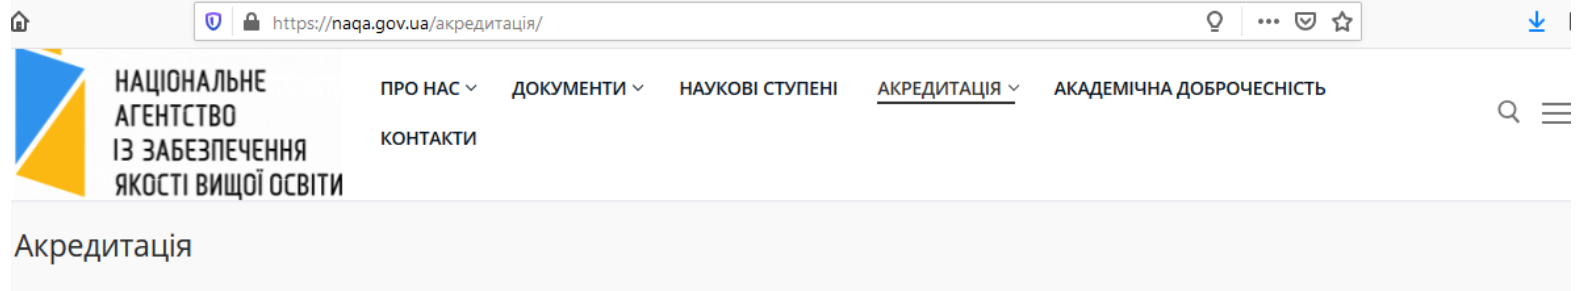 https://naqa.gov.ua/акредитація/
НАЦІОНАЛЬНЕ
АГЕНТСТВО
ІЗ ЗАБЕЗПЕЧЕННЯ
ЯКОСТІ ВИЩОЇ ОСВІТИ
ПРО НАС ДОКУМЕНТИ НАУКОВІ СТУПЕНІ АКРЕДИТАЦІЯ АКАДЕМІЧНА ДОБРОЧЕСНІСТЬ
КОНТАКТИ
Акредитація